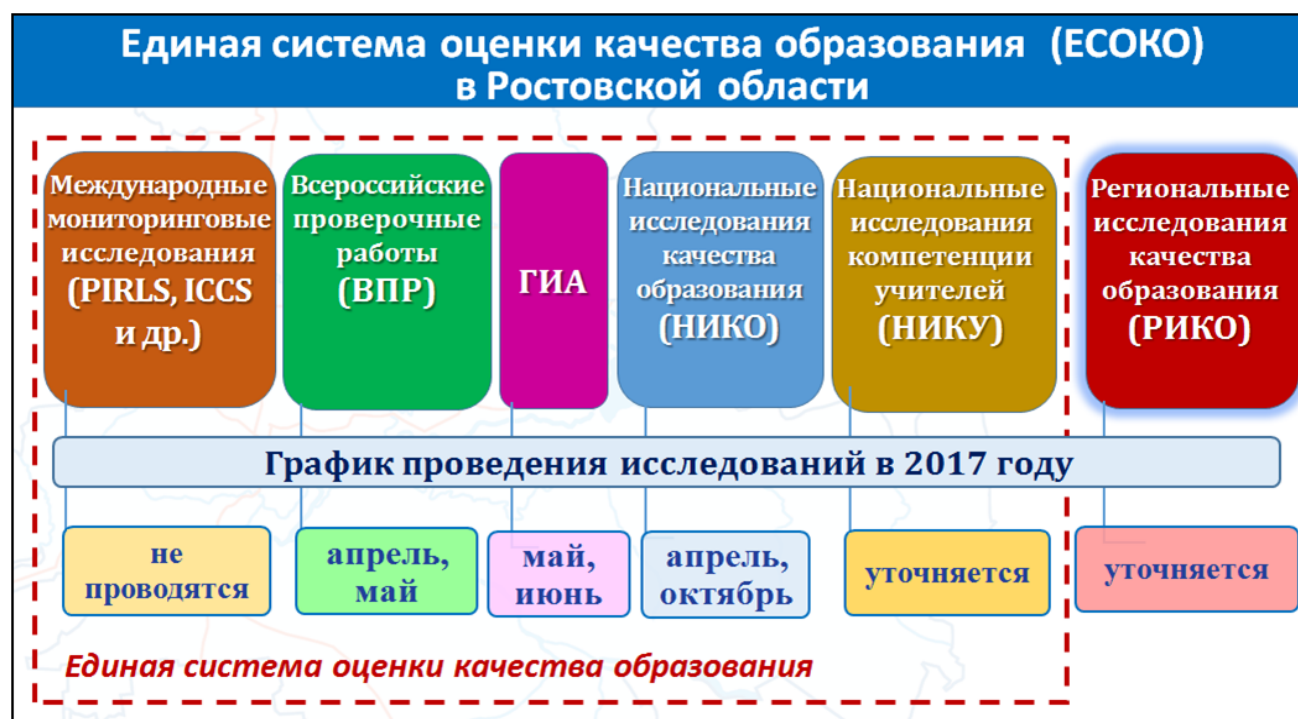 Единая система оценки качества образования (ЕСОКО)
в Ростовской области
Международные
мониторинговые
исследования
(PIRLS, ICCS
и др.)
Всероссийские
проверочные
работы
(ВПР)
ГИА
Национальные
исследования
качества
образования
(НИКО)
Национальные
исследования
компетенции
учителей
(НИКУ)
Региональные
исследования
качества
образования
(РИКО)
График проведения исследований в 2017 году
не
проводятся
апрель,
май
май,
июнь
апрель,
октябрь
уточняется
уточняется
Единая система оценки качества образования